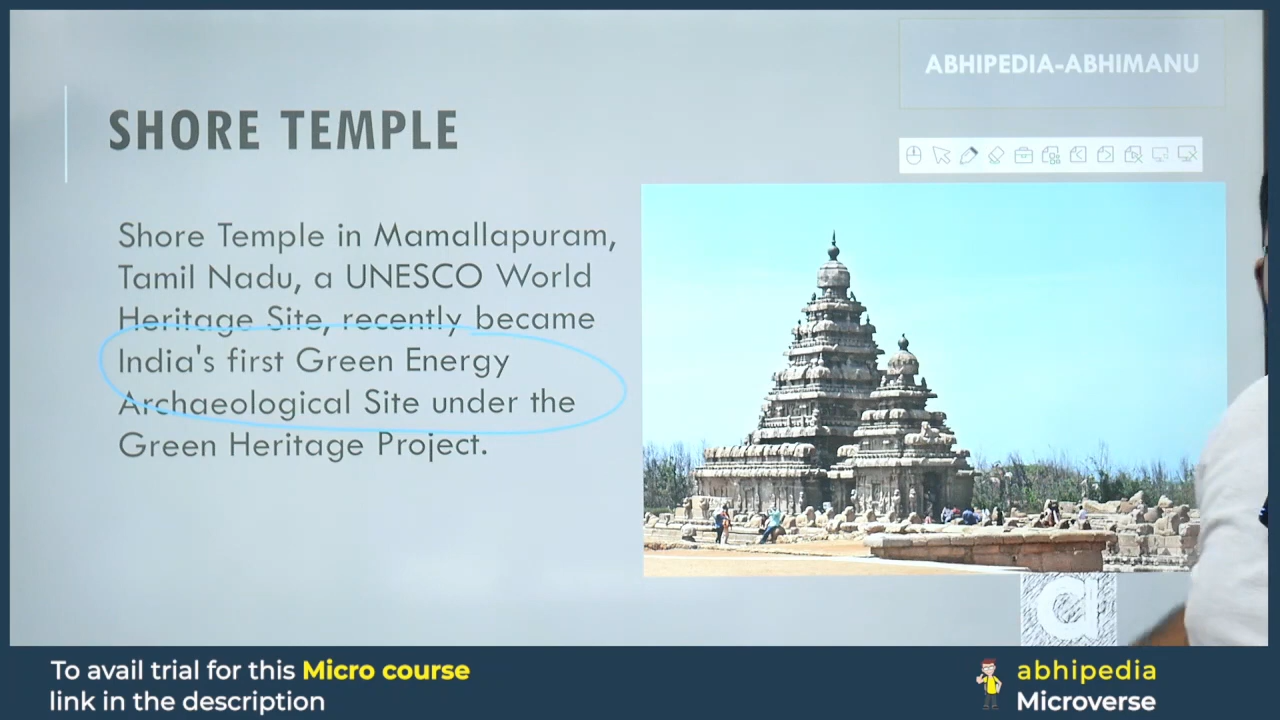 ABHIPEDIA-ABHIMANU
SHORE TEMPLE
Shore Temple in Mamallapuram,
Tamil Nadu, a UNESCO World
Heritage Site, recently became
India's first Green Energy
Archaeological Site under the
Green Heritage Project.
a
To avail trial for this Micro course
link in the description
abhipedia
Microverse